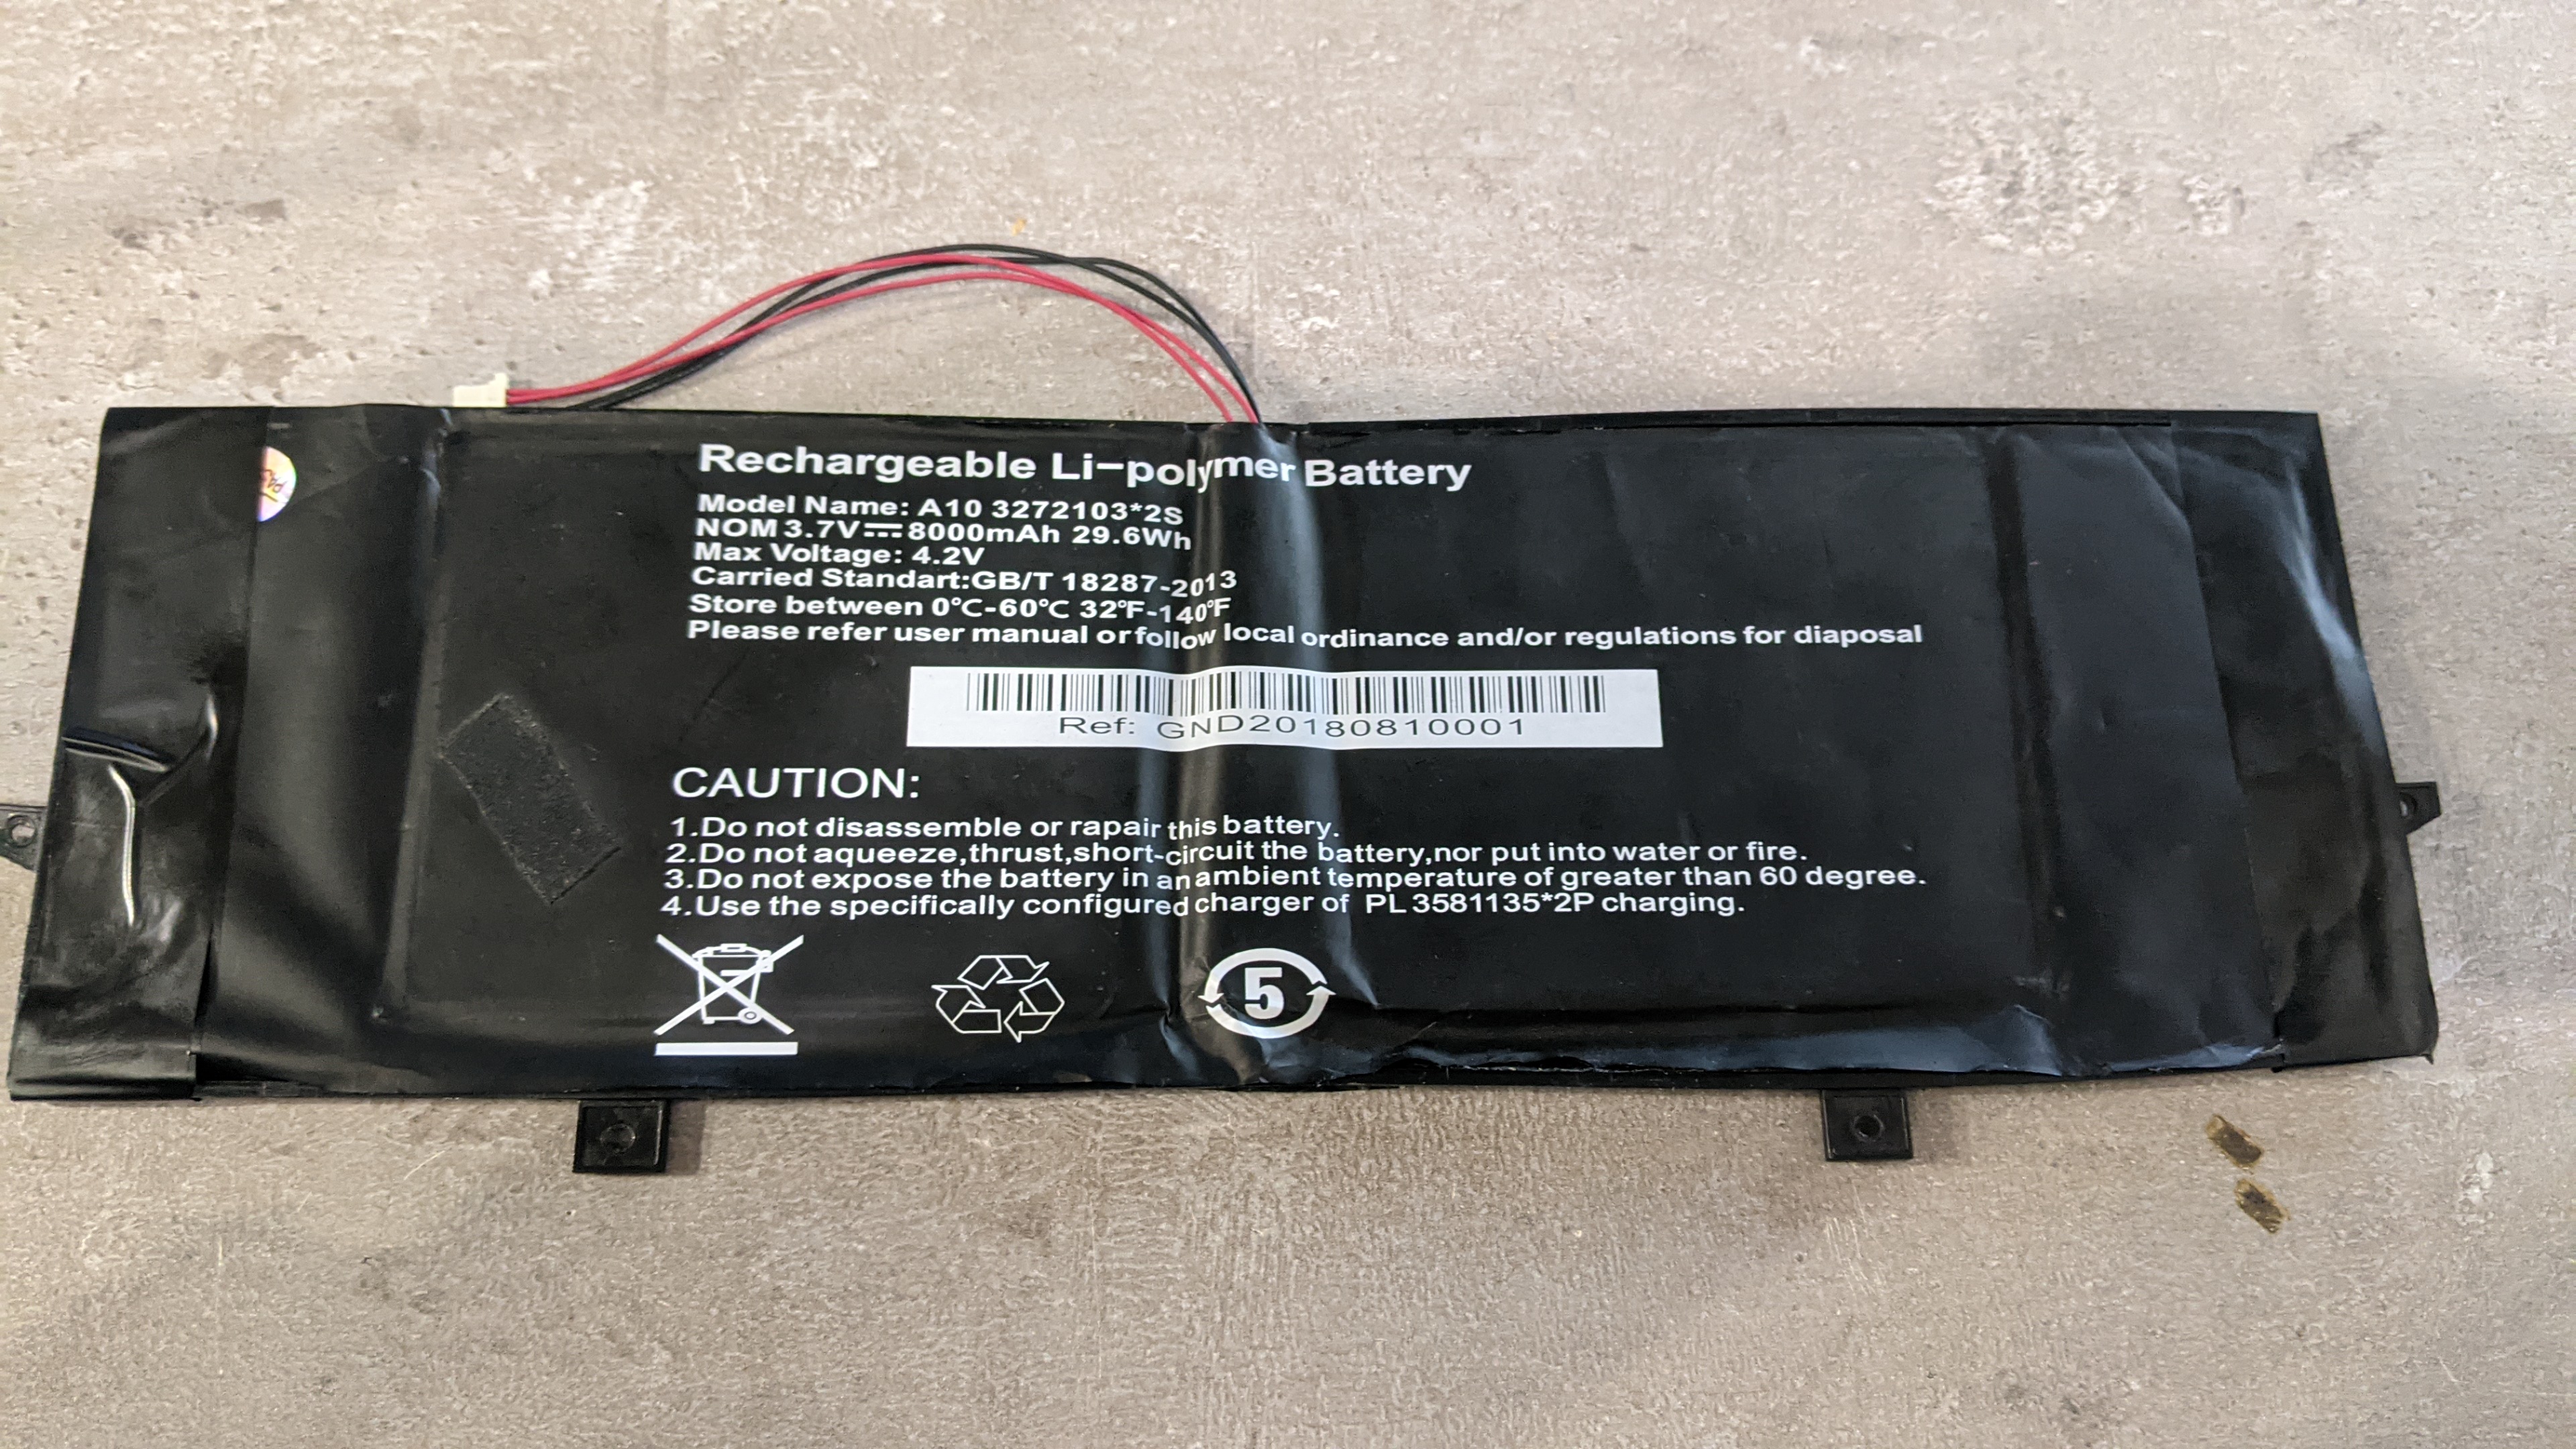 Rechargeable Li-polymer Battery
Model Name: A10 3272103*2S
NOM 3.7V⎓8000mAh 29.6Wh
Max Voltage: 4.2V
Carried Standart:GB/T 18287-2013
Store between 0℃-60℃ 32℉-140℉
Please refer user manual or follow local ordinance and/or regulations for diaposal
Ref: GND20180810001
CAUTION:
1.Do not disassemble or rapair this battery.
2.Do not aqueeze,thrust,short-circuit the battery,nor put into water or fire.
3.Do not expose the battery in an ambient temperature of greater than 60 degree.
4.Use the specifically configured charger of PL3581135*2P charging.
5